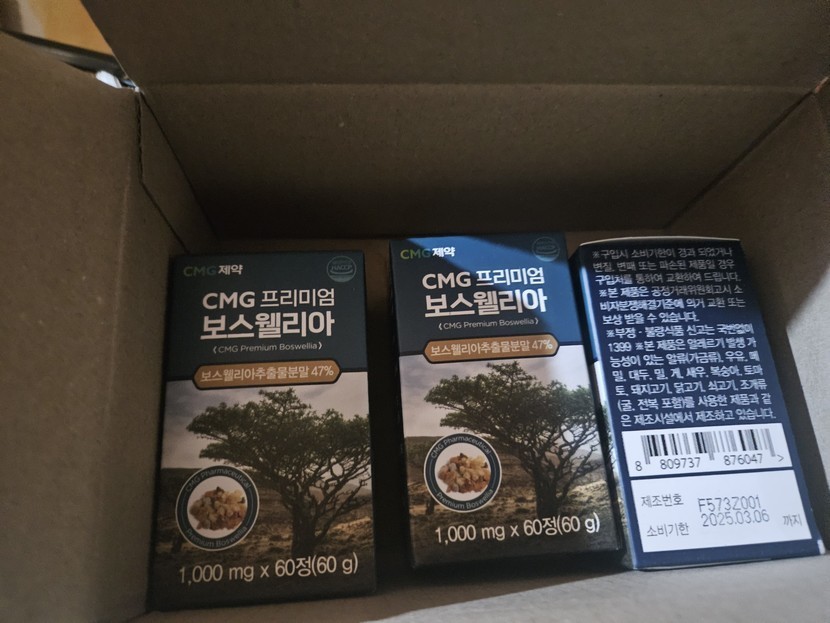 CMG 제약
HACCP
CMG 프리미엄
보스웰리아
《CMG Premium Boswellia》
보스웰리아추출물분말 47%
CMG Pharmaceutical
Premium Boswellia
1,000 mg x 60정(60 g)
CMG 제약
CMG 프리미엄
보스웰리아
《CMG Premium Boswellia》
보스웰리아추출물분말 47%
CMG Pharmaceutical
Premium Boswellia
1,000 mg x 60정(60 g)
※구입시 소비기한이 경과 되었거나
변질, 변패 또는 파손된 제품일 경우
구입처를 통하여 교환하여 드립니다.
※본 제품은 공정거래위원회고시 소
비자분쟁해결기준에 의거 교환 또는
보상 받을 수 있습니다.
※부정·불량식품 신고는 국번없이
1399 ※본 제품은 알레르기 발생 가
능성이 있는 알류(가금류), 우유, 메
밀, 대두, 밀, 게, 새우, 복숭아, 토마
토, 돼지고기, 닭고기, 쇠고기, 조개류
(굴, 전복 포함)를 사용한 제품과 같
은 제조시설에서 제조하고 있습니다.
8 809737 876047 >
제조번호 F573Z001
소비기한 2025.03.06 까지